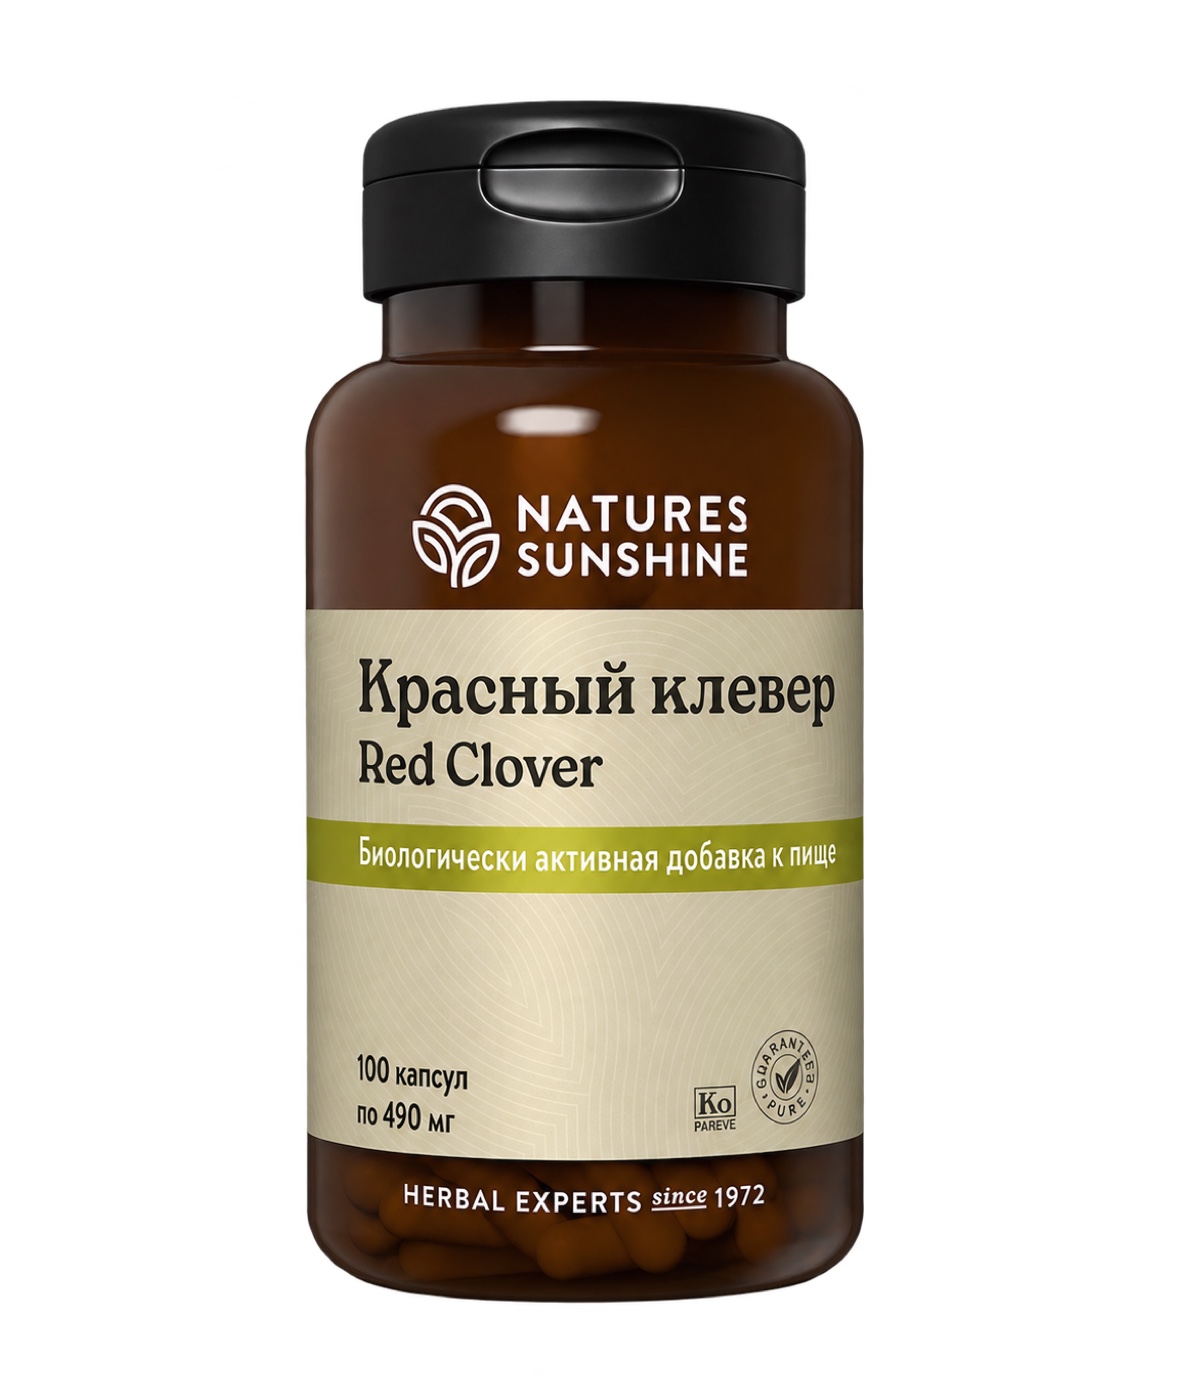 NATURES
SUNSHINE
Красный клевер
Red Clover
Биологически активная добавка к пище
100 капсул
по 490 мг
Ko
PAREVE
GUARANTEED
PURE
HERBAL EXPERTS since 1972